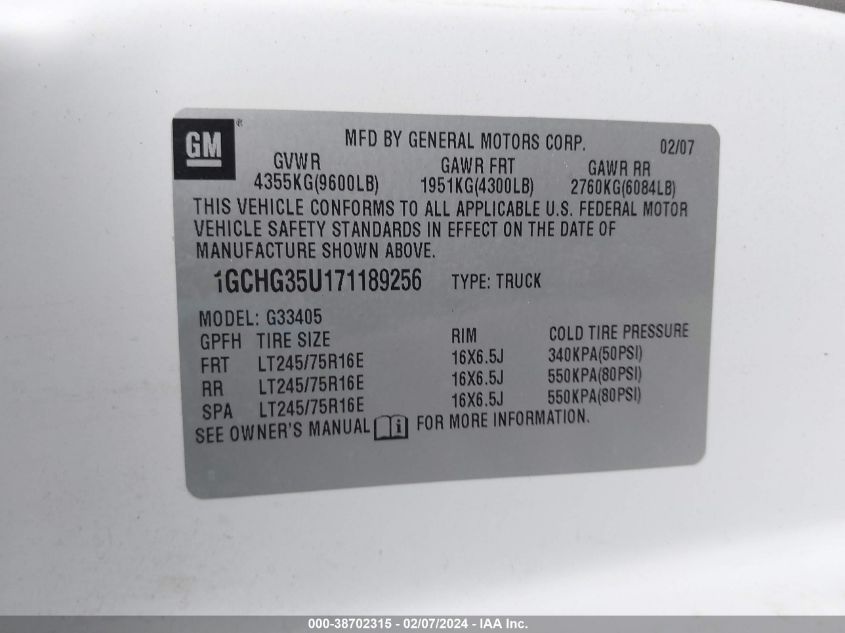 GM®
MFD BY GENERAL MOTORS CORP. 02/07
GVWR GAWR FRT GAWR RR
4355KG(9600LB) 1951KG(4300LB) 2760KG(6084LB)
THIS VEHICLE CONFORMS TO ALL APPLICABLE U.S. FEDERAL MOTOR
VEHICLE SAFETY STANDARDS IN EFFECT ON THE DATE OF
MANUFACTURE SHOWN ABOVE.
1GCHG35U171189256 TYPE: TRUCK
MODEL: G33405
GPFH TIRE SIZE RIM COLD TIRE PRESSURE
FRT LT245/75R16E 16X6.5J 340KPA(50PSI)
RR LT245/75R16E 16X6.5J 550KPA(80PSI)
SPA LT245/75R16E 16X6.5J 550KPA(80PSI)
SEE OWNER'S MANUAL i FOR MORE INFORMATION.
000-38702315 - 02/07/2024 - IAA Inc.